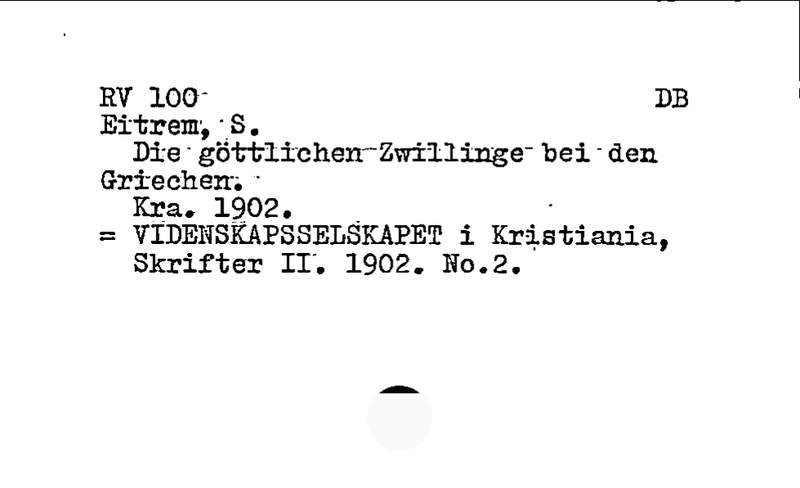 RV 100 DB
Eitrem, S.
Die göttlichen Zwillinge bei den
Griechen.
Kra. 1902.
= VIDENSKAPSSELSKAPET i Kristiania,
Skrifter II. 1902. No.2.